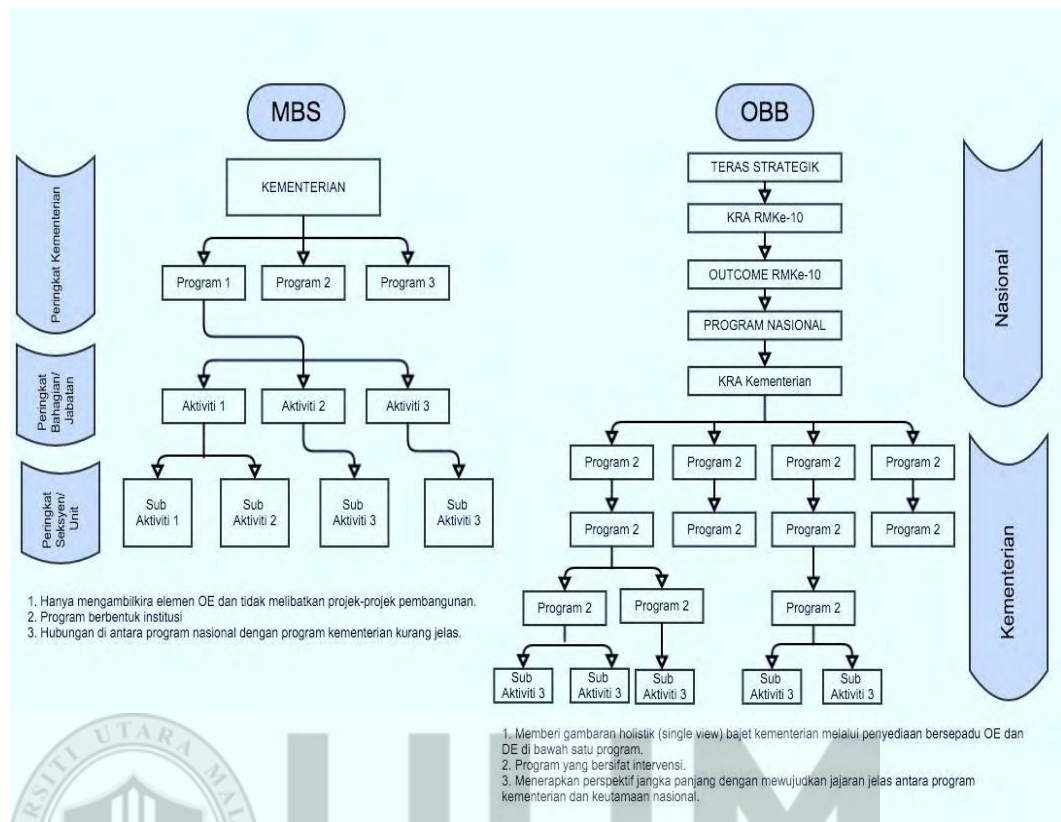 MBS
Peringkat Kementerian
KEMENTERIAN
Program 1
Program 2
Program 3
Peringkat
Bahagian/
Jabatan
Aktiviti 1
Aktiviti 2
Aktiviti 3
Peringkat
Seksyen/
Unit
Sub
Aktiviti 1
Sub
Aktiviti 2
Sub
Aktiviti 3
Sub
Aktiviti 3
1. Hanya mengambilkira elemen OE dan tidak melibatkan projek-projek pembangunan.
2. Program berbentuk institusi
3. Hubungan di antara program nasional dengan program kementerian kurang jelas.
OBB
TERAS STRATEGIK
KRA RMKe-10
OUTCOME RMKe-10
PROGRAM NASIONAL
KRA Kementerian
Nasional
Program 2
Program 2
Program 2
Program 2
Program 2
Program 2
Program 2
Program 2
Program 2
Program 2
Program 2
Sub
Aktiviti 3
Sub
Aktiviti 3
Sub
Aktiviti 3
Sub
Aktiviti 3
Sub
Aktiviti 3
Kementerian
1. Memberi gambaran holistik (single view) bajet kementerian melalui penyediaan bersepadu OE dan
DE di bawah satu program.
2. Program yang bersifat intervensi.
3. Menerapkan perspektif jangka panjang dengan mewujudkan jajaran jelas antara program
kementerian dan keutamaan nasional.
UTARA
UUM